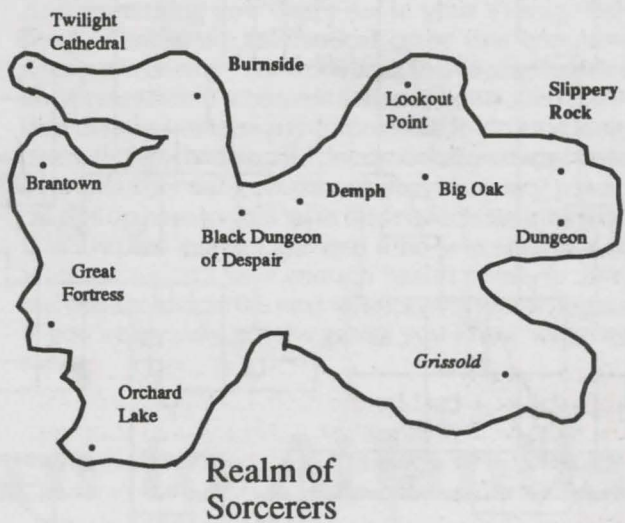 Twilight
Cathedral
Burnside
Lookout
Point
Slippery
Rock
Brantown
Demph
Big Oak
Black Dungeon
of Despair
Dungeon
Great
Fortress
Grissold
Orchard
Lake
Realm of
Sorcerers